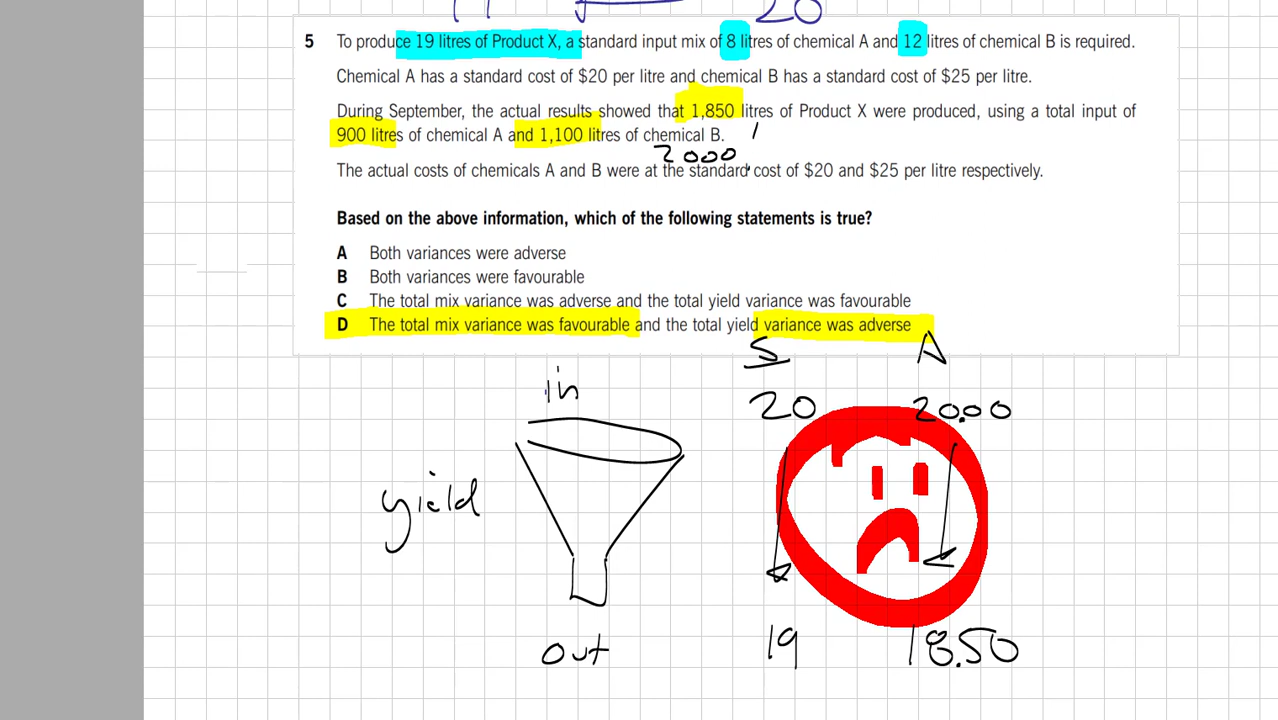 20
5 To produce 19 litres of Product X, a standard input mix of 8 litres of chemical A and 12 litres of chemical B is required.
Chemical A has a standard cost of $20 per litre and chemical B has a standard cost of $25 per litre.
During September, the actual results showed that 1,850 litres of Product X were produced, using a total input of
900 litres of chemical A and 1,100 litres of chemical B.
2000
The actual costs of chemicals A and B were at the standard cost of $20 and $25 per litre respectively.
Based on the above information, which of the following statements is true?
A Both variances were adverse
B Both variances were favourable
C The total mix variance was adverse and the total yield variance was favourable
D The total mix variance was favourable and the total yield variance was adverse
S A
in
20 20.00
yield
out 19 18.50